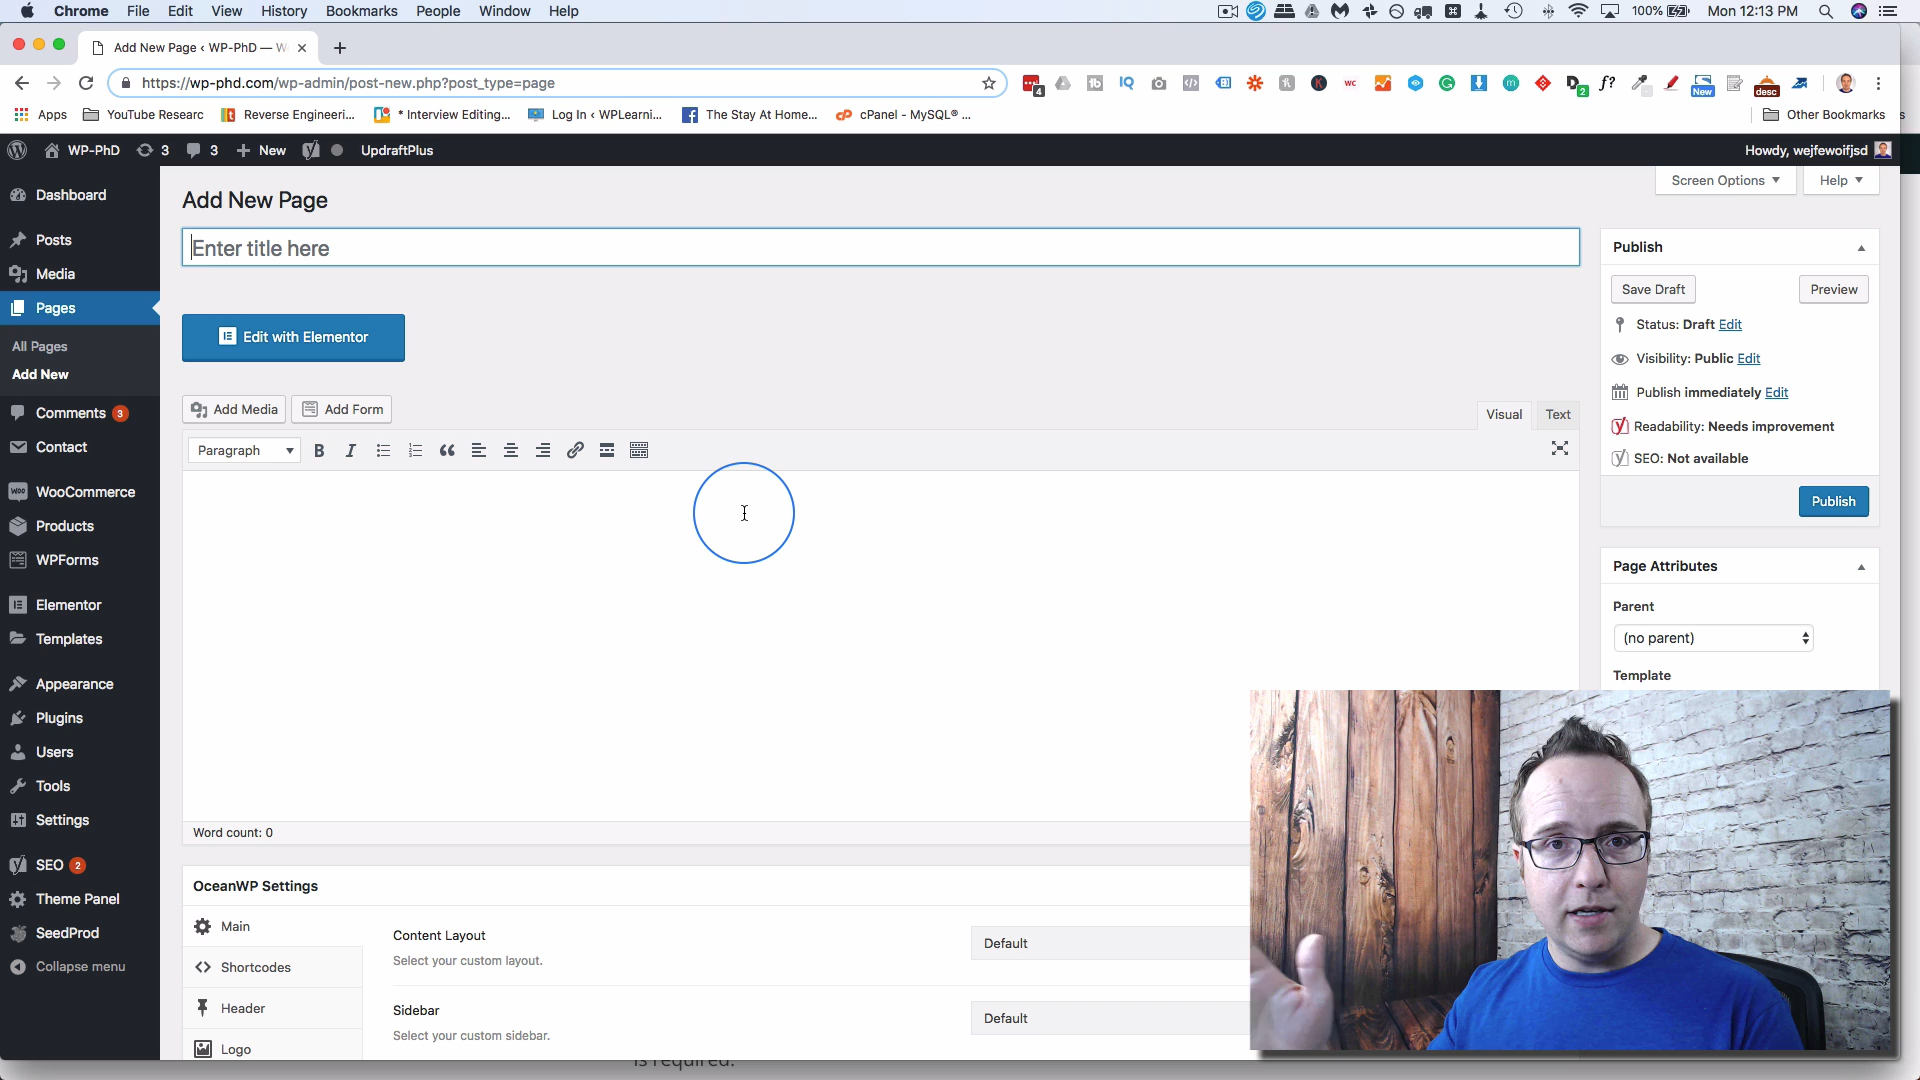 Chrome File Edit View History Bookmarks People Window Help
100% Mon 12:13 PM
Add New Page ‹ WP-PhD — W
https://wp-phd.com/wp-admin/post-new.php?post_type=page
Apps YouTube Researc Reverse Engineeri... * Interview Editing... Log In ‹ WPLearni... The Stay At Home... cPanel - MySQL® ... Other Bookmarks
WP-PhD 3 3 New UpdraftPlus Howdy, wejfewoifjsd
Screen Options Help
Dashboard
Posts
Media
Pages
All Pages
Add New
Comments 3
Contact
WooCommerce
Products
WPForms
Elementor
Templates
Appearance
Plugins
Users
Tools
Settings
SEO 2
Theme Panel
SeedProd
Collapse menu
Add New Page
Enter title here
Edit with Elementor
Add Media Add Form
Visual Text
Paragraph
Word count: 0
OceanWP Settings
Main
Shortcodes
Header
Logo
Content Layout
Select your custom layout.
Default
Sidebar
Select your custom sidebar.
Default
Publish
Save Draft Preview
Status: Draft Edit
Visibility: Public Edit
Publish immediately Edit
Readability: Needs improvement
SEO: Not available
Publish
Page Attributes
Parent
(no parent)
Template
is required.